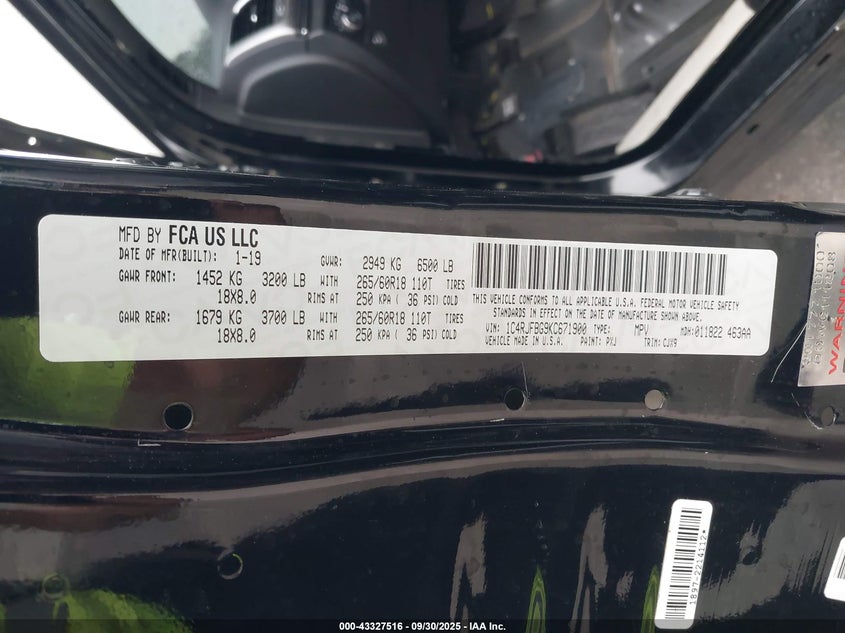 MFD BY FCA US LLC
DATE OF MFR(BUILT): 1-19 GVWR: 2949 KG 6500 LB
GAWR FRONT: 1452 KG 3200 LB WITH 265/60R18 110T TIRES
18X8.0 RIMS AT 250 KPA ( 36 PSI) COLD
GAWR REAR: 1679 KG 3700 LB WITH 265/60R18 110T TIRES
18X8.0 RIMS AT 250 KPA ( 36 PSI) COLD
THIS VEHICLE CONFORMS TO ALL APPLICABLE U.S.A. FEDERAL MOTOR VEHICLE SAFETY
STANDARDS IN EFFECT ON THE DATE OF MANUFACTURE SHOWN ABOVE.
VIN: 1C4RJFBG9KC671900 TYPE: MPV MDH: 011822 463AA
VEHICLE MADE IN U.S.A. PAINT: PXJ TRIM: CJX9
WARNIN
1897-2214112*
000-43327516 - 09/30/2025 - IAA Inc.